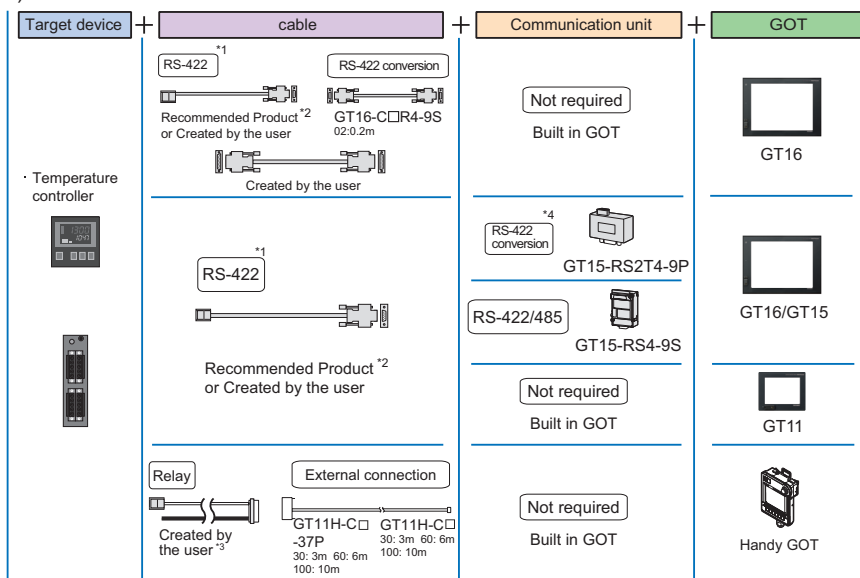 Target device + cable + Communication unit + GOT
RS-422 *1
RS-422 conversion
Recommended Product *2
or Created by the user
GT16-C□R4-9S
02:0.2m
Created by the user
Not required
Built in GOT
GT16
· Temperature
controller
RS-422 *1
Recommended Product *2
or Created by the user
RS-422
conversion *4
GT15-RS2T4-9P
RS-422/485
GT15-RS4-9S
GT16/GT15
Not required
Built in GOT
GT11
Relay
Created by
the user *3
External connection
GT11H-C□
-37P
30: 3m 60: 6m
100: 10m
GT11H-C□
30: 3m 60: 6m
100: 10m
Not required
Built in GOT
Handy GOT